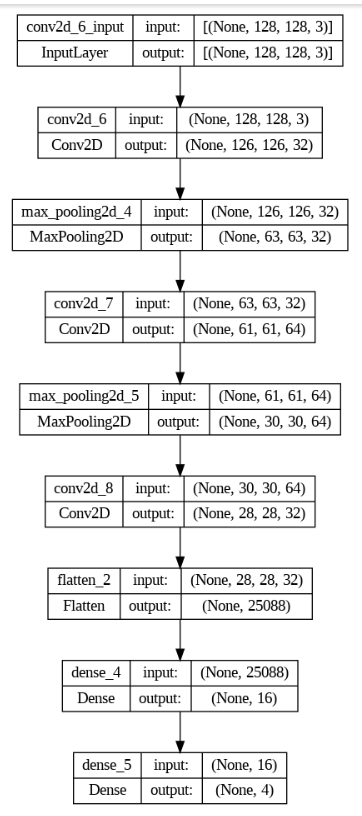 conv2d_6_input input: [(None, 128, 128, 3)]
InputLayer output: [(None, 128, 128, 3)]
conv2d_6 input: (None, 128, 128, 3)
Conv2D output: (None, 126, 126, 32)
max_pooling2d_4 input: (None, 126, 126, 32)
MaxPooling2D output: (None, 63, 63, 32)
conv2d_7 input: (None, 63, 63, 32)
Conv2D output: (None, 61, 61, 64)
max_pooling2d_5 input: (None, 61, 61, 64)
MaxPooling2D output: (None, 30, 30, 64)
conv2d_8 input: (None, 30, 30, 64)
Conv2D output: (None, 28, 28, 32)
flatten_2 input: (None, 28, 28, 32)
Flatten output: (None, 25088)
dense_4 input: (None, 25088)
Dense output: (None, 16)
dense_5 input: (None, 16)
Dense output: (None, 4)